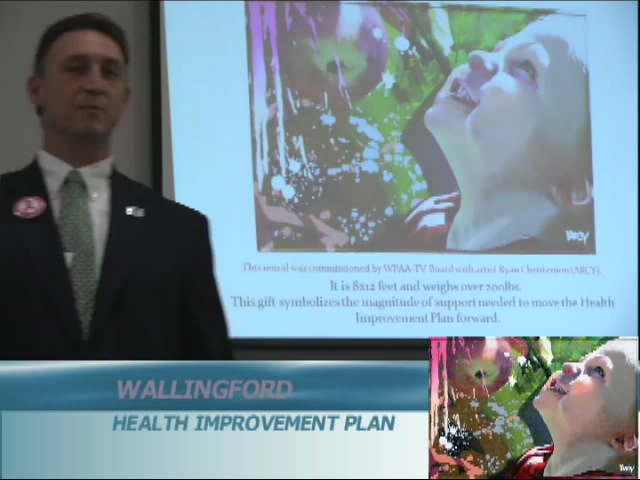 ARCY
This mural was commissioned by WPAA-TV Board with artist Ryan Christenson (ARCY).
It is 8x12 feet and weighs over 200lbs.
This gift symbolizes the magnitude of support needed to move the Health
Improvement Plan forward.
WALLINGFORD
HEALTH IMPROVEMENT PLAN